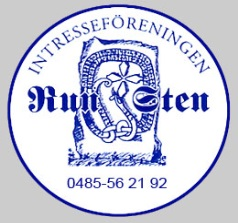 INTRESSEFÖRENINGEN
Run Sten
0485-56 21 92